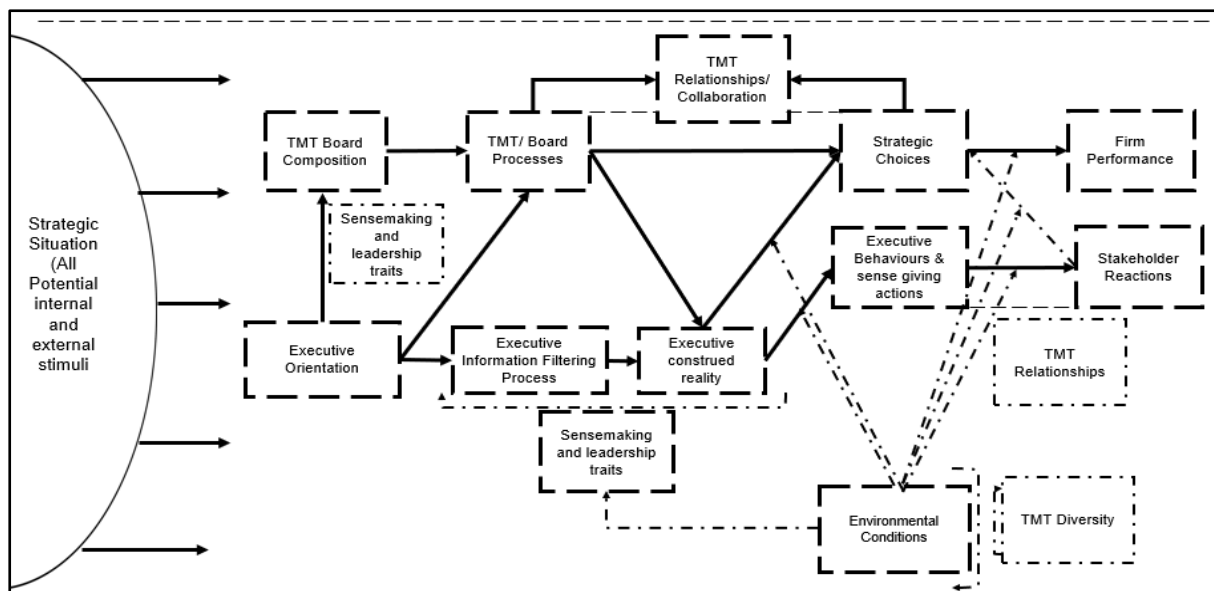 TMT
Relationships/
Collaboration
TMT Board
Composition
TMT/ Board
Processes
Strategic
Choices
Firm
Performance
Sensemaking
and
leadership
traits
Strategic
Situation
(All
Potential
internal
and
external
stimuli
Executive
Behaviours &
sense giving
actions
Stakeholder
Reactions
Executive
Orientation
Executive
Information Filtering
Process
Executive
construed
reality
TMT
Relationships
Sensemaking
and leadership
traits
Environmental
Conditions
TMT Diversity